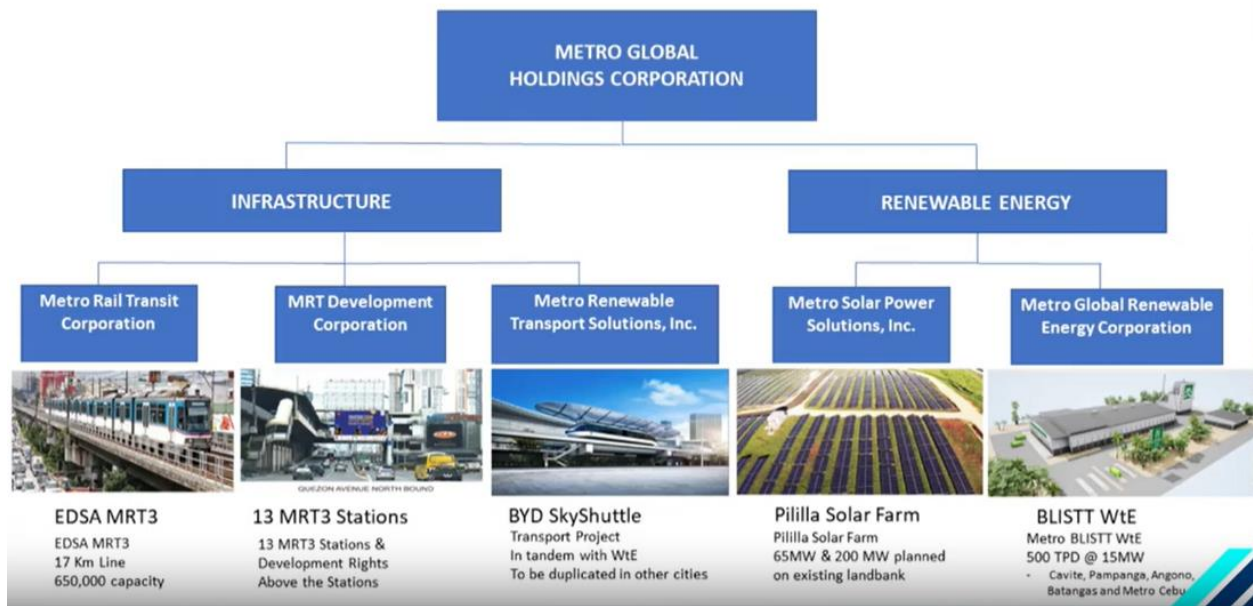 METRO GLOBAL
HOLDINGS CORPORATION
INFRASTRUCTURE
RENEWABLE ENERGY
Metro Rail Transit
Corporation
MRT Development
Corporation
Metro Renewable
Transport Solutions, Inc.
Metro Solar Power
Solutions, Inc.
Metro Global Renewable
Energy Corporation
QUEZON AVENUE NORTH BOUND
EDSA MRT3
EDSA MRT3
17 Km Line
650,000 capacity
13 MRT3 Stations
13 MRT3 Stations &
Development Rights
Above the Stations
BYD SkyShuttle
Transport Project
In tandem with WtE
To be duplicated in other cities
Pililla Solar Farm
Pililla Solar Farm
65MW & 200 MW planned
on existing landbank
BLISTT WtE
Metro BLISTT WtE
500 TPD @ 15MW
- Cavite, Pampanga, Angono,
Batangas and Metro Cebu